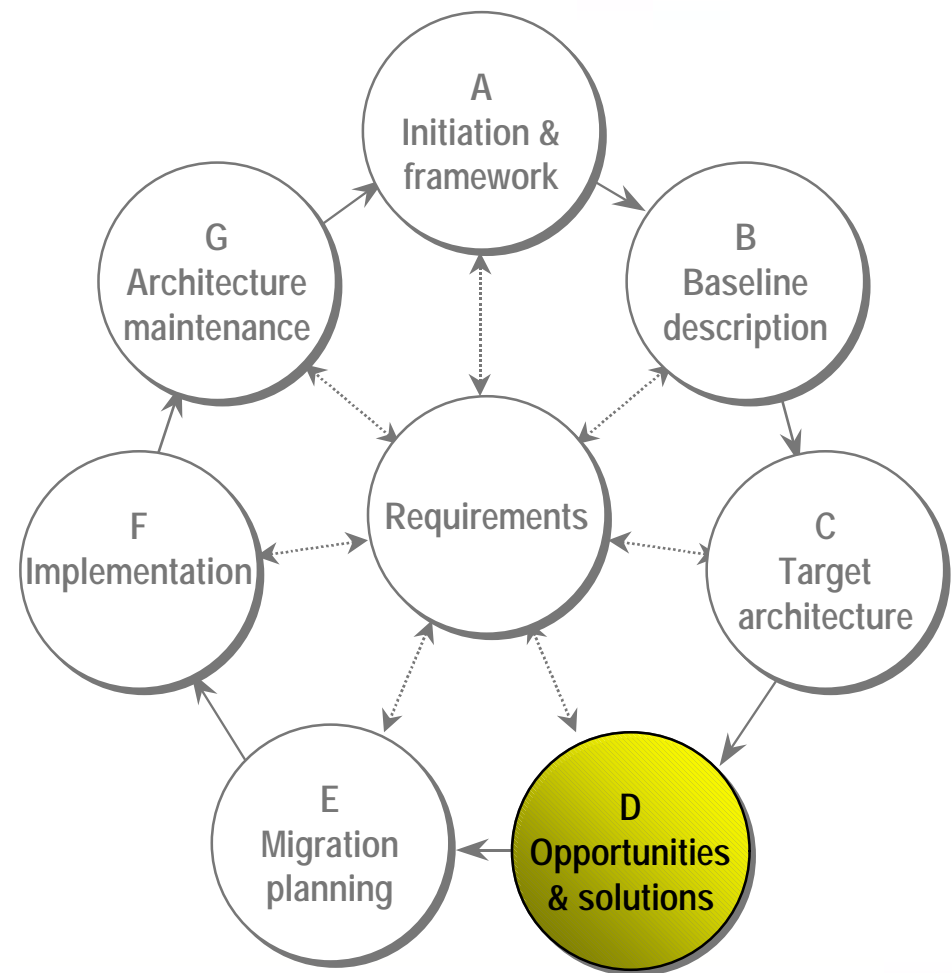 A
Initiation &
framework
B
Baseline
description
C
Target
architecture
D
Opportunities
& solutions
E
Migration
planning
F
Implementation
G
Architecture
maintenance
Requirements